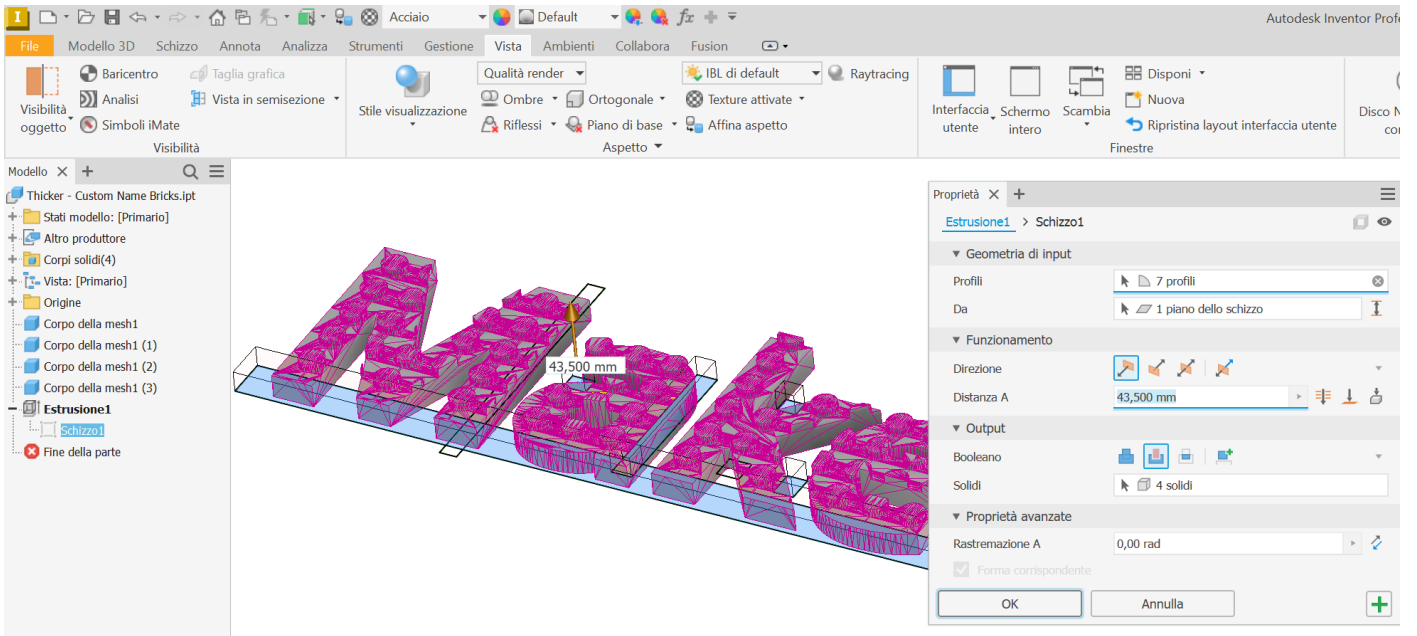 I Acciaio Default fx Autodesk Inventor Profe
File Modello 3D Schizzo Annota Analizza Strumenti Gestione Vista Ambienti Collabora Fusion
Baricentro Taglia grafica Qualità render IBL di default Raytracing Disponi
Analisi Vista in semisezione Ombre Ortogonale Texture attivate Nuova
Simboli iMate Riflessi Piano di base Affina aspetto Ripristina layout interfaccia utente
Visibilità oggetto Stile visualizzazione Interfaccia utente Schermo intero Scambia Disco N
Visibilità Aspetto Finestre
Modello
Thicker - Custom Name Bricks.ipt
Stati modello: [Primario]
Altro produttore
Corpi solidi(4)
Vista: [Primario]
Origine
Corpo della mesh1
Corpo della mesh1 (1)
Corpo della mesh1 (2)
Corpo della mesh1 (3)
Estrusione1
Schizzo1
Fine della parte
43,500 mm
Proprietà
Estrusione1 > Schizzo1
Geometria di input
Profili 7 profili
Da 1 piano dello schizzo
Funzionamento
Direzione
Distanza A 43,500 mm
Output
Booleano
Solidi 4 solidi
Proprietà avanzate
Rastremazione A 0,00 rad
Forma corrispondente
OK Annulla